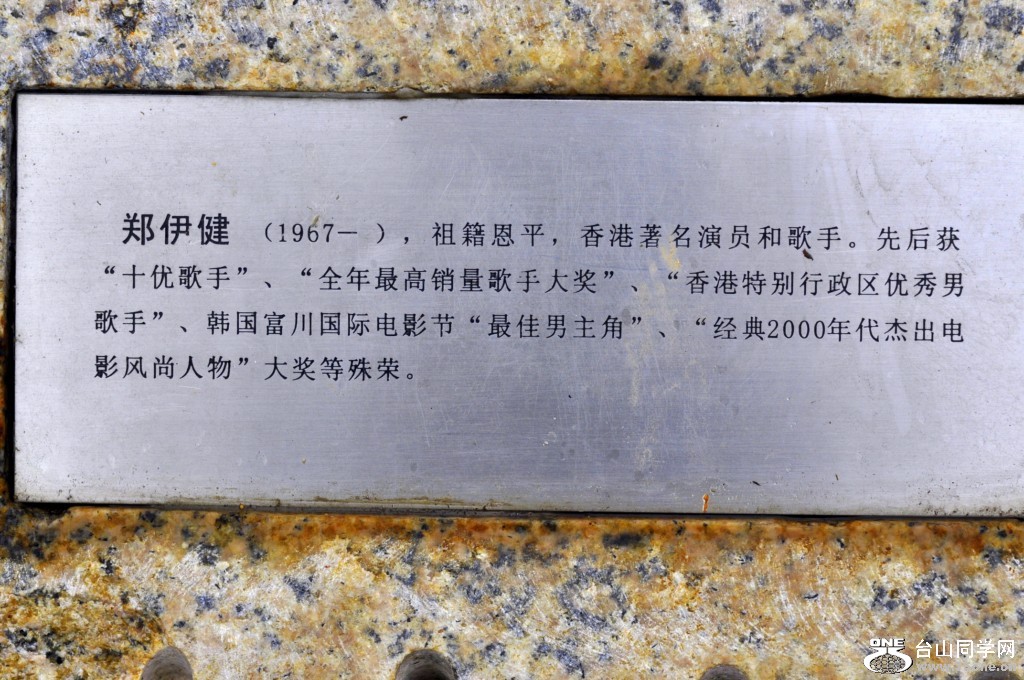 郑伊健 （1967— ），祖籍恩平，香港著名演员和歌手。先后获
“十优歌手”、“全年最高销量歌手大奖”、“香港特别行政区优秀男
歌手”、韩国富川国际电影节“最佳男主角”、“经典2000年代杰出电
影风尚人物”大奖等殊荣。
ONE 台山同学网